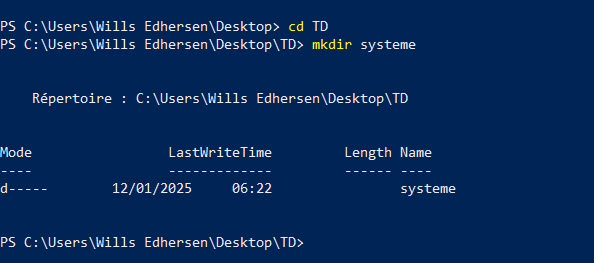 PS C:\Users\Wills Edhersen\Desktop> cd TD
PS C:\Users\Wills Edhersen\Desktop\TD> mkdir systeme
Répertoire : C:\Users\Wills Edhersen\Desktop\TD
Mode                 LastWriteTime         Length Name
----                 -------------         ------ ----
d-----        12/01/2025     06:22                systeme
PS C:\Users\Wills Edhersen\Desktop\TD>